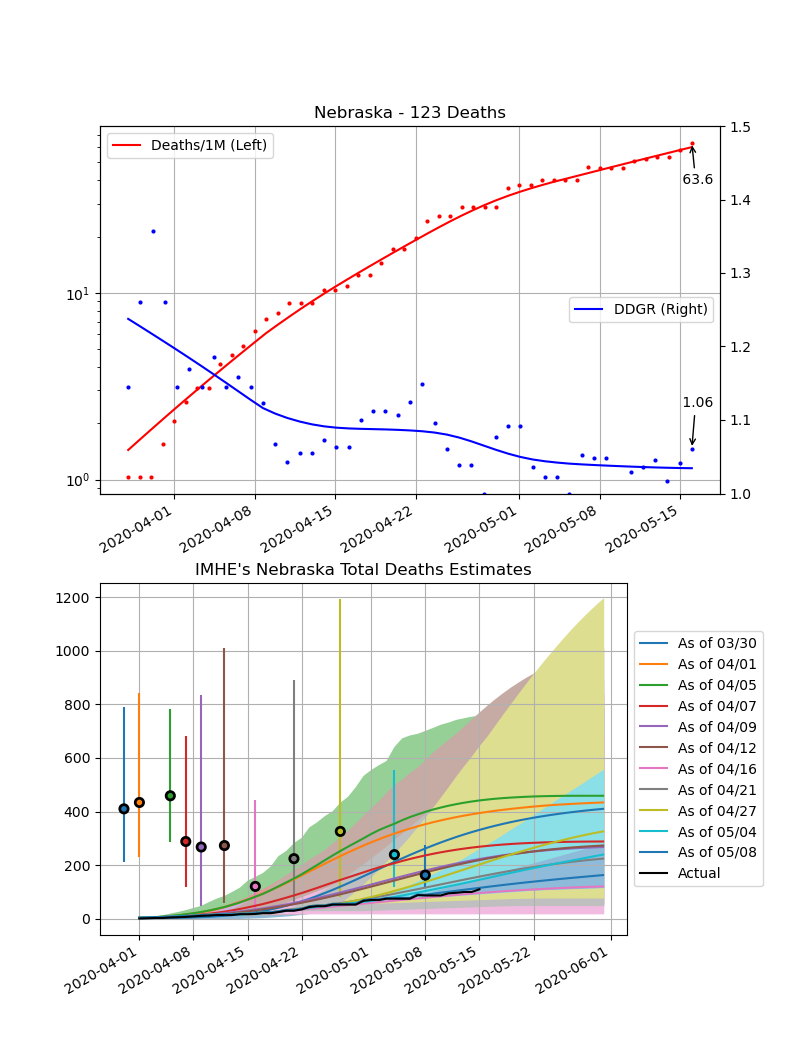 Nebraska - 123 Deaths
Deaths/1M (Left)
DDGR (Right)
63.6
1.06
10¹
10⁰
1.5
1.4
1.3
1.2
1.1
1.0
2020-04-01
2020-04-08
2020-04-15
2020-04-22
2020-05-01
2020-05-08
2020-05-15
IMHE's Nebraska Total Deaths Estimates
1200
1000
800
600
400
200
0
2020-04-01
2020-04-08
2020-04-15
2020-04-22
2020-05-01
2020-05-08
2020-05-15
2020-05-22
2020-06-01
As of 03/30
As of 04/01
As of 04/05
As of 04/07
As of 04/09
As of 04/12
As of 04/16
As of 04/21
As of 04/27
As of 05/04
As of 05/08
Actual